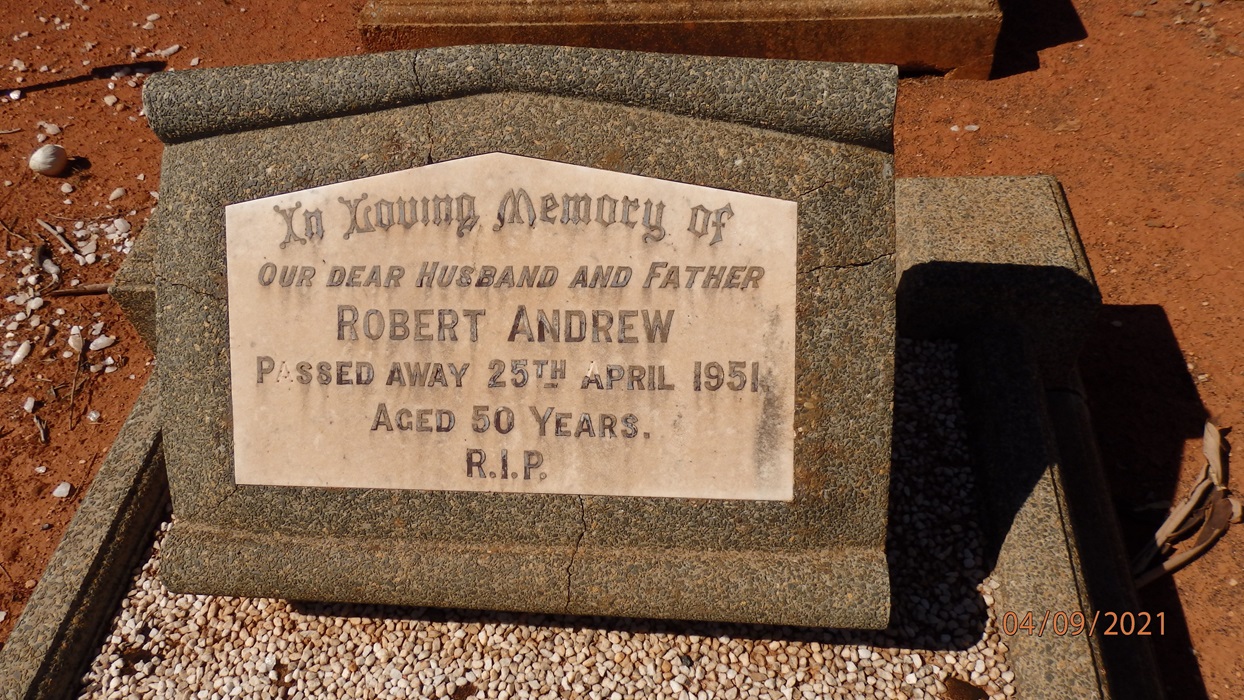 In Loving Memory of
OUR DEAR HUSBAND AND FATHER
ROBERT ANDREW
PASSED AWAY 25TH APRIL 1951
AGED 50 YEARS.
R.I.P.
04/09/2021